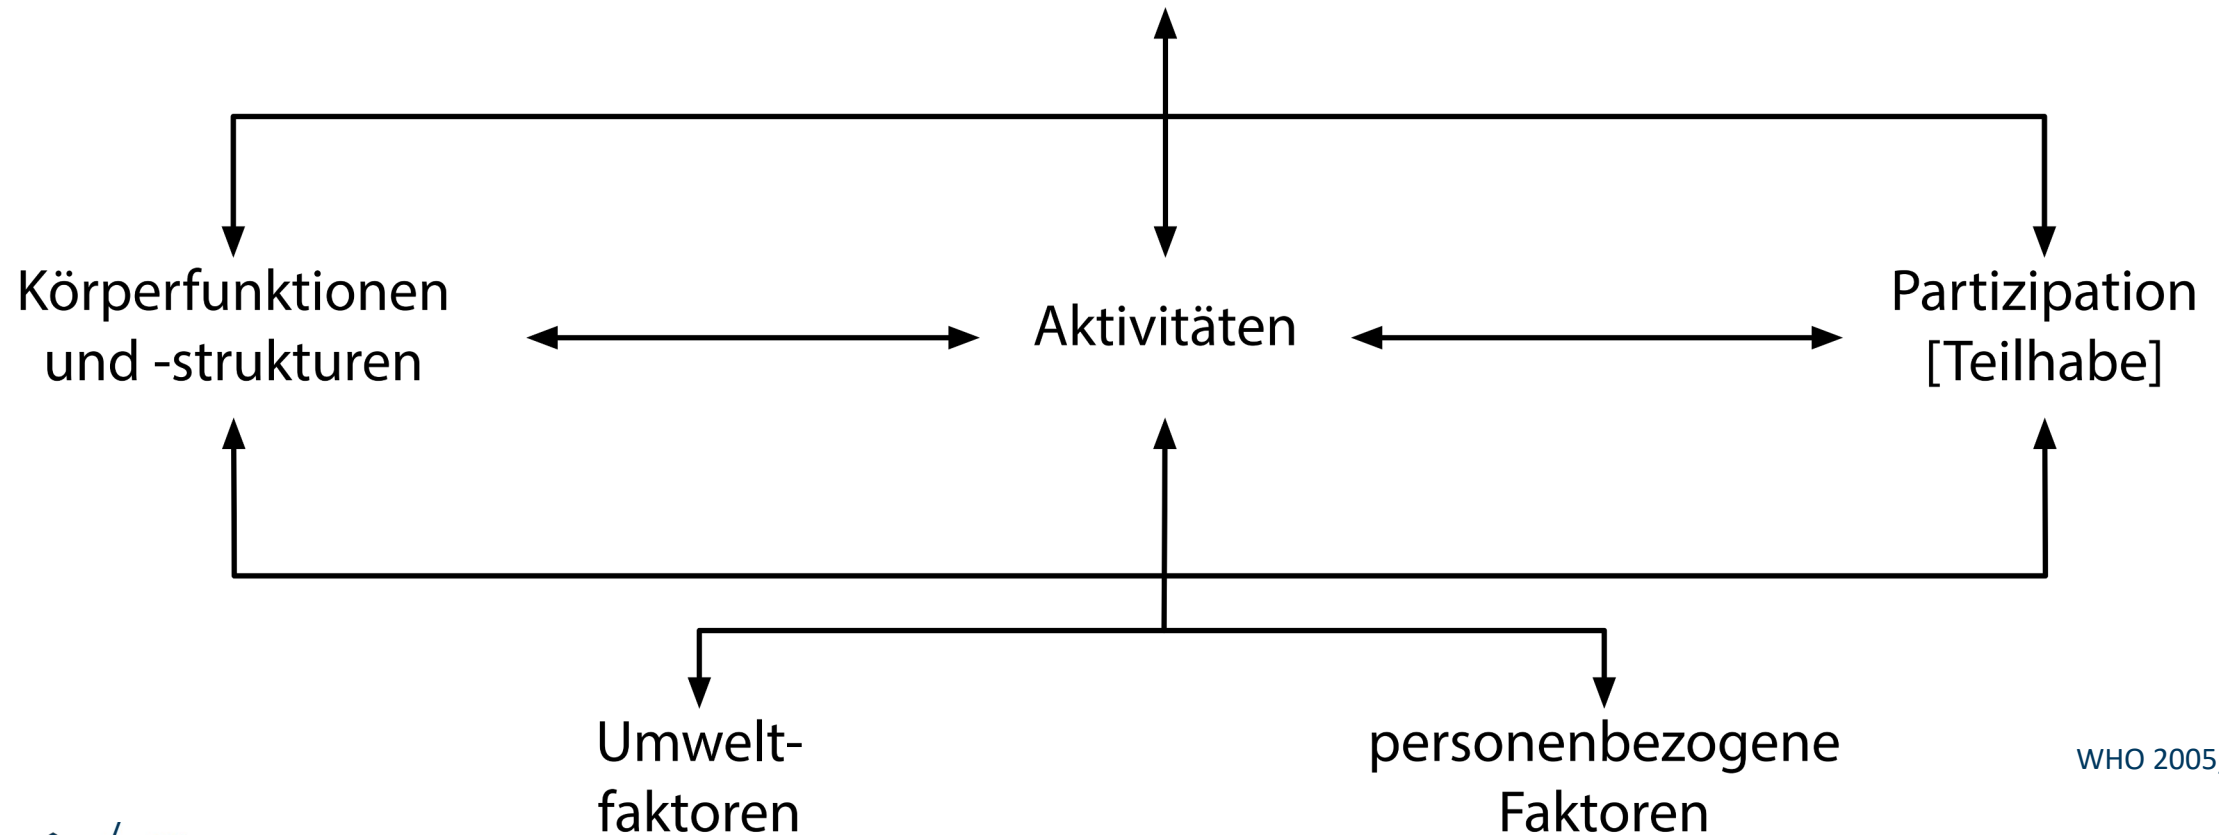 Körperfunktionen
und -strukturen
Aktivitäten
Partizipation
[Teilhabe]
Umwelt-
faktoren
personenbezogene
Faktoren
WHO 2005,